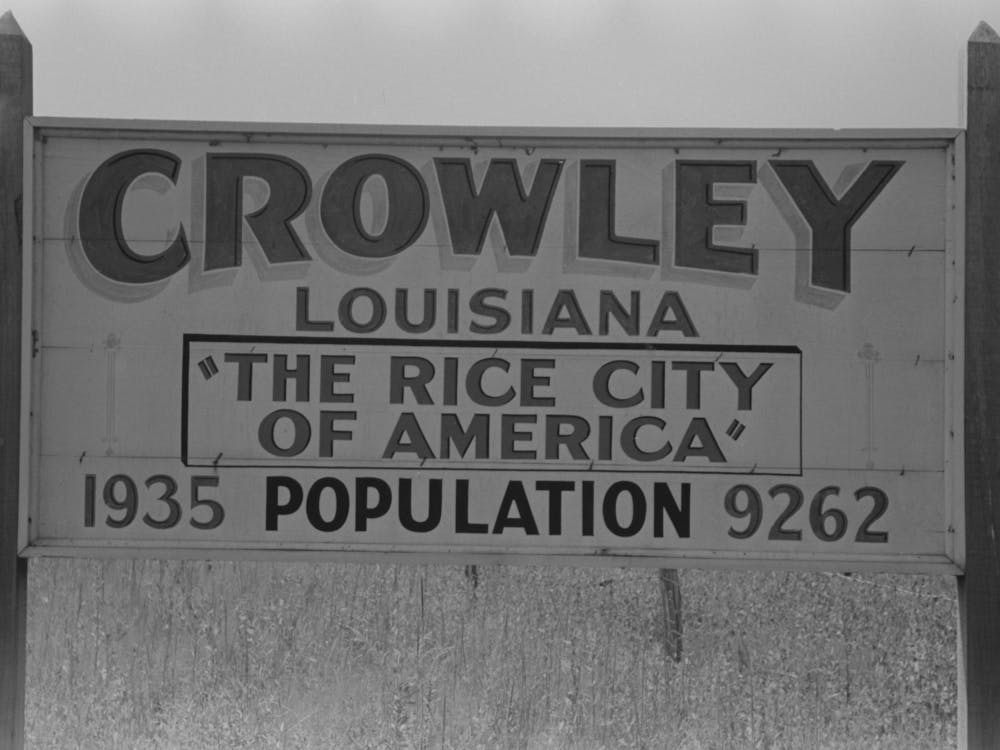 CROWLEY
LOUISIANA
"THE RICE CITY
OF AMERICA"
1935 POPULATION 9262